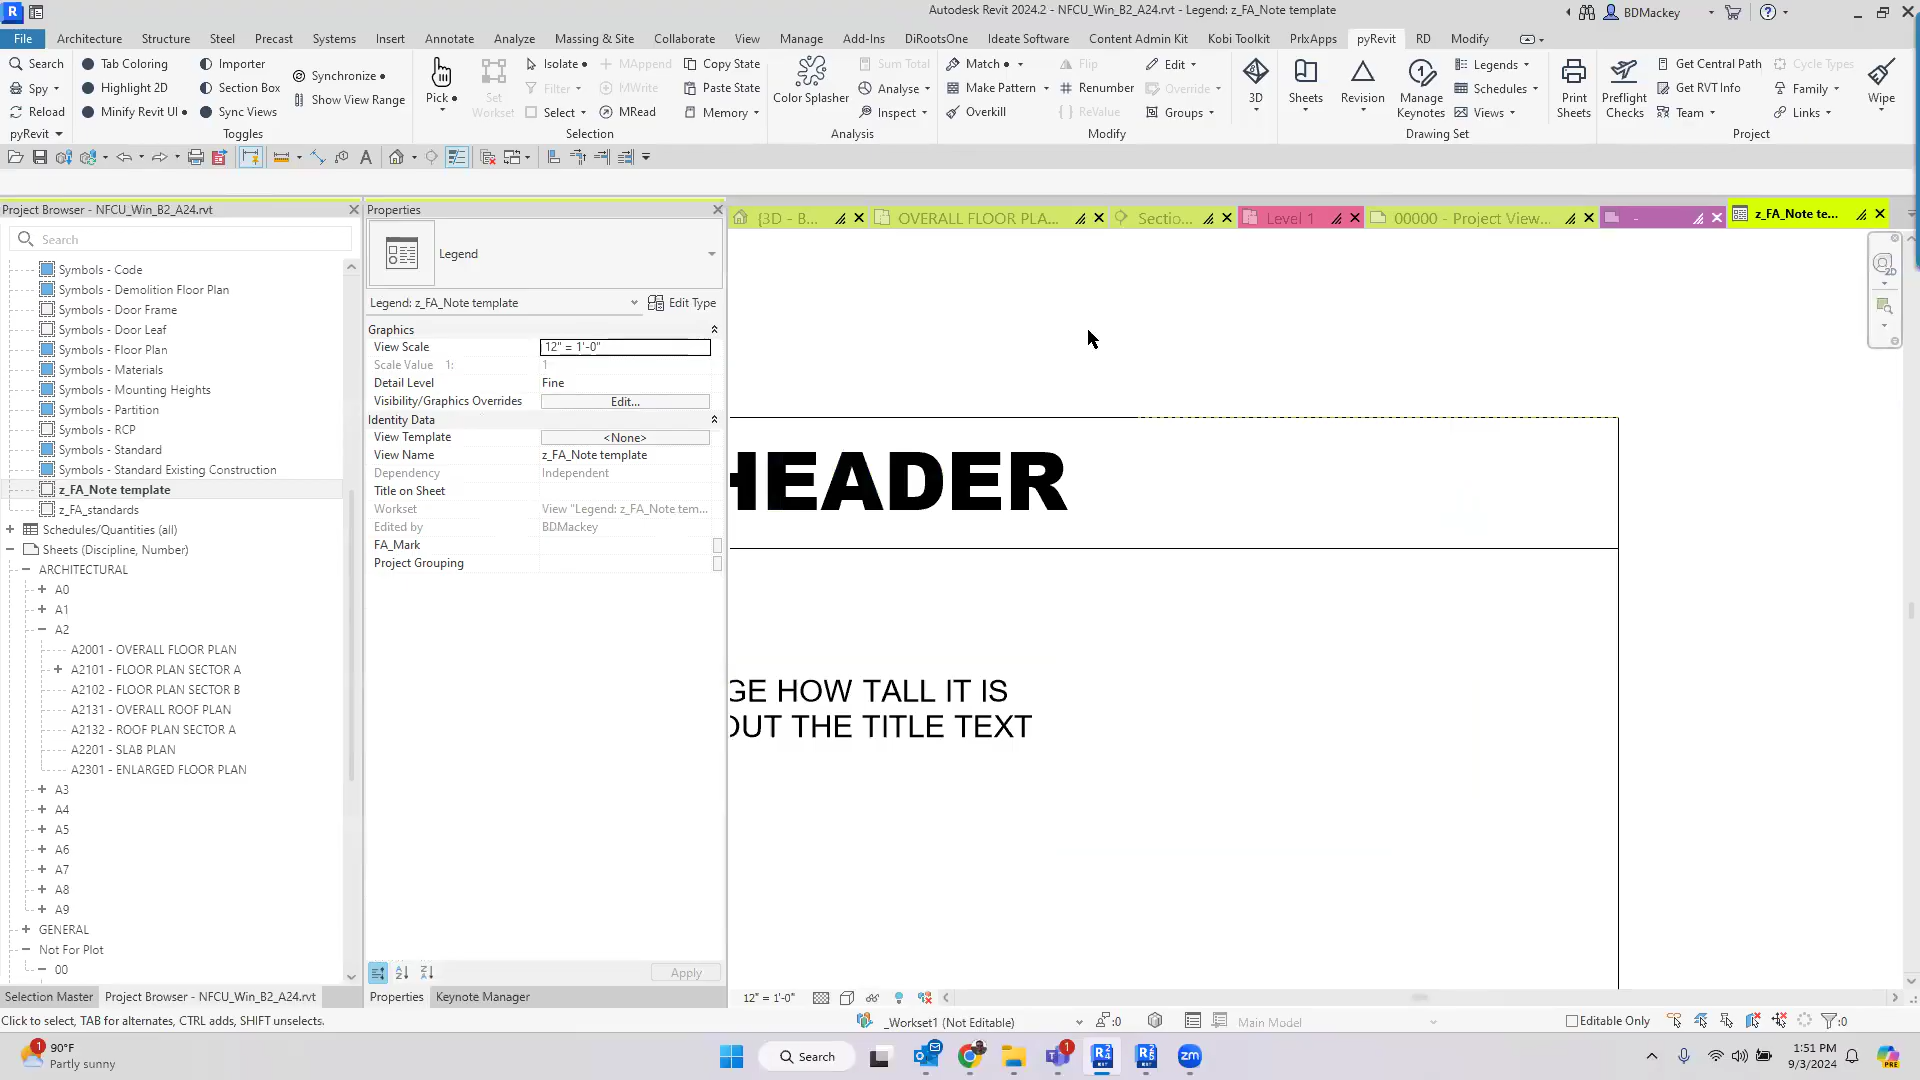 Autodesk Revit 2024.2 - NFCU_Win_B2_A24.rvt - Legend: z_FA_Note template
BDMackey
File Architecture Structure Steel Precast Systems Insert Annotate Analyze Massing & Site Collaborate View Manage Add-Ins DiRootsOne Ideate Software Content Admin Kit Kobi Toolkit PrlxApps pyRevit RD Modify
Search Tab Coloring Importer Synchronize Isolate MAppend Copy State Sum Total Match Flip Edit Legends Get Central Path Cycle Types
Spy Highlight 2D Section Box Show View Range Pick Set Workset Filter MWrite Paste State Color Splasher Analyse Make Pattern Renumber Override 3D Sheets Revision Manage Keynotes Schedules Print Sheets Preflight Checks Get RVT Info Family Wipe
Reload Minify Revit UI Sync Views Select MRead Memory Inspect Overkill ReValue Groups Views Team Links
pyRevit Toggles Selection Analysis Modify Drawing Set Project
Project Browser - NFCU_Win_B2_A24.rvt
Search
Symbols - Code
Symbols - Demolition Floor Plan
Symbols - Door Frame
Symbols - Door Leaf
Symbols - Floor Plan
Symbols - Materials
Symbols - Mounting Heights
Symbols - Partition
Symbols - RCP
Symbols - Standard
Symbols - Standard Existing Construction
z_FA_Note template
z_FA_standards
Schedules/Quantities (all)
Sheets (Discipline, Number)
ARCHITECTURAL
A0
A1
A2
A2001 - OVERALL FLOOR PLAN
A2101 - FLOOR PLAN SECTOR A
A2102 - FLOOR PLAN SECTOR B
A2131 - OVERALL ROOF PLAN
A2132 - ROOF PLAN SECTOR A
A2201 - SLAB PLAN
A2301 - ENLARGED FLOOR PLAN
A3
A4
A5
A6
A7
A8
A9
GENERAL
Not For Plot
00
Selection Master Project Browser - NFCU_Win_B2_A24.rvt
Properties
Legend
Legend: z_FA_Note template Edit Type
Graphics
View Scale 12" = 1'-0"
Scale Value 1: 1
Detail Level Fine
Visibility/Graphics Overrides Edit...
Identity Data
View Template <None>
View Name z_FA_Note template
Dependency Independent
Title on Sheet
Workset View "Legend: z_FA_Note tem...
Edited by BDMackey
FA_Mark
Project Grouping
Apply
Properties Keynote Manager
{3D - B... OVERALL FLOOR PLA... Sectio... Level 1 00000 - Project View... - z_FA_Note te...
2D
HEADER
GE HOW TALL IT IS
OUT THE TITLE TEXT
12" = 1'-0"
Click to select, TAB for alternates, CTRL adds, SHIFT unselects.
_Workset1 (Not Editable) :0 Main Model Editable Only :0
1 90°F
Partly sunny
Search
1
zm
1:51 PM
9/3/2024
PRE